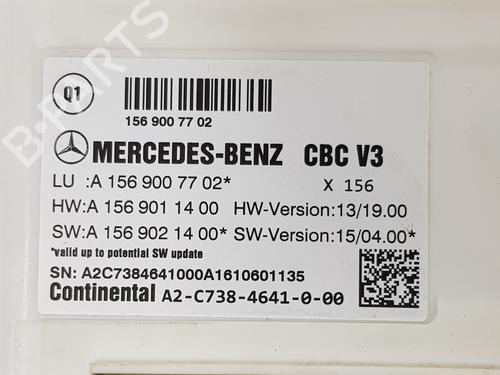 Q1
156 900 77 02
MERCEDES-BENZ CBC V3
LU :A 156 900 77 02* X 156
HW:A 156 901 14 00 HW-Version:13/19.00
SW:A 156 902 14 00* SW-Version:15/04.00*
*valid up to potential SW update
SN: A2C7384641000A1610601135
Continental A2-C738-4641-0-00
B-PARTS